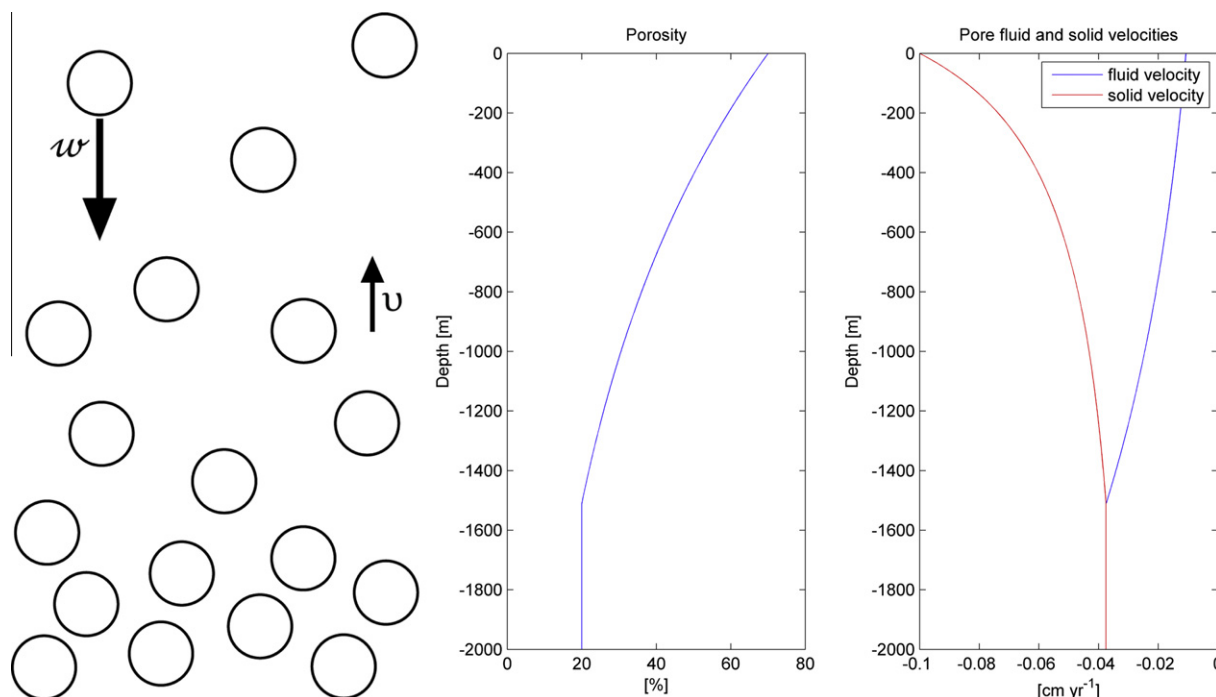 w
υ
Porosity
0
-200
-400
-600
-800
-1000
-1200
-1400
-1600
-1800
-2000
Depth [m]
0 20 40 60 80
[%]
Pore fluid and solid velocities
fluid velocity
solid velocity
0
-200
-400
-600
-800
-1000
-1200
-1400
-1600
-1800
-2000
Depth [m]
-0.1 -0.08 -0.06 -0.04 -0.02 0
[cm yr⁻¹]